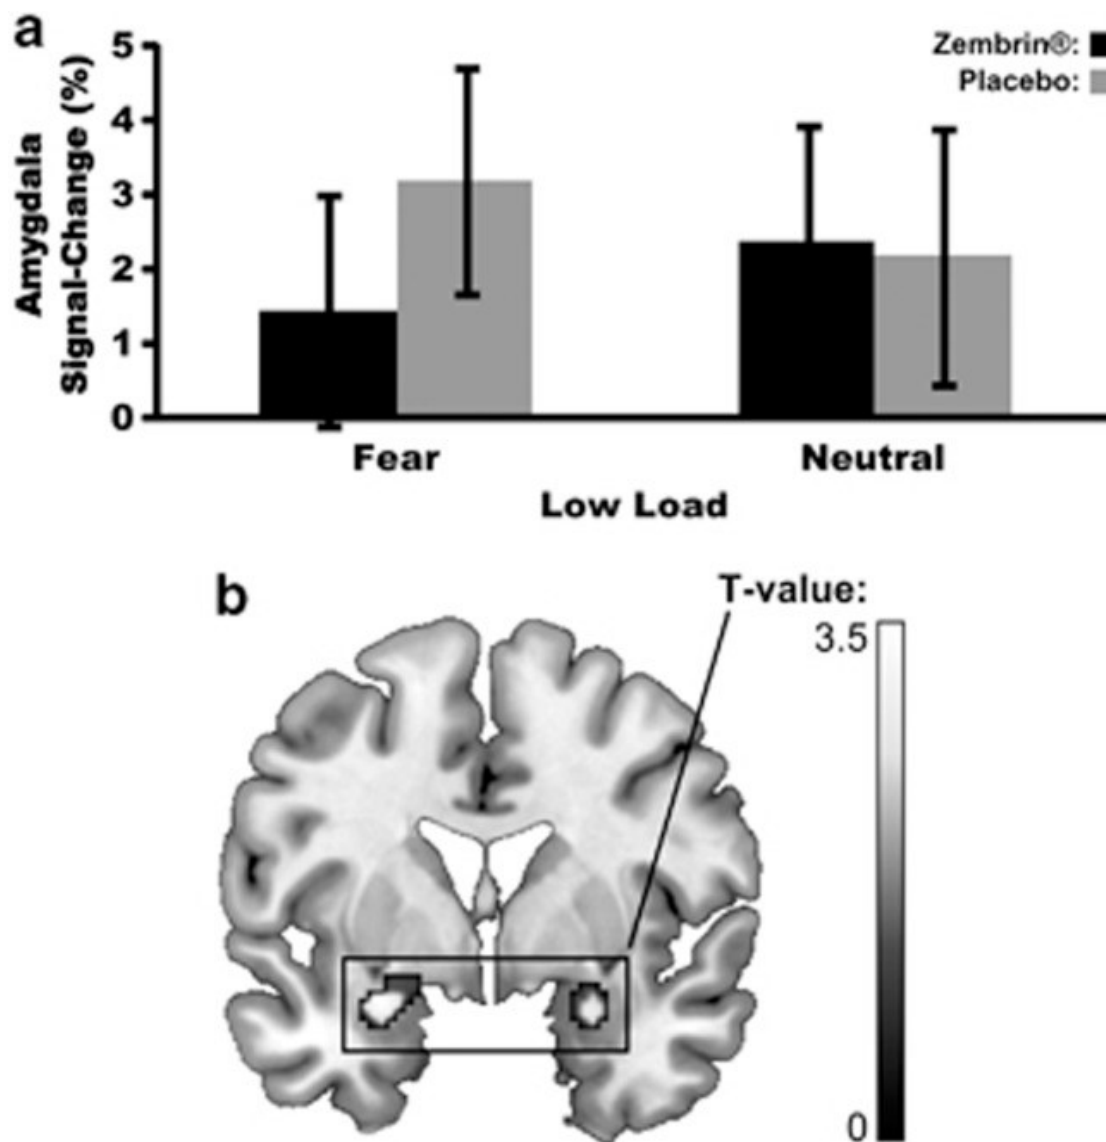 a
Zembrin®:
Placebo:
Amygdala
Signal-Change (%)
5
4
3
2
1
0
Fear
Neutral
Low Load
b
T-value:
3.5
0